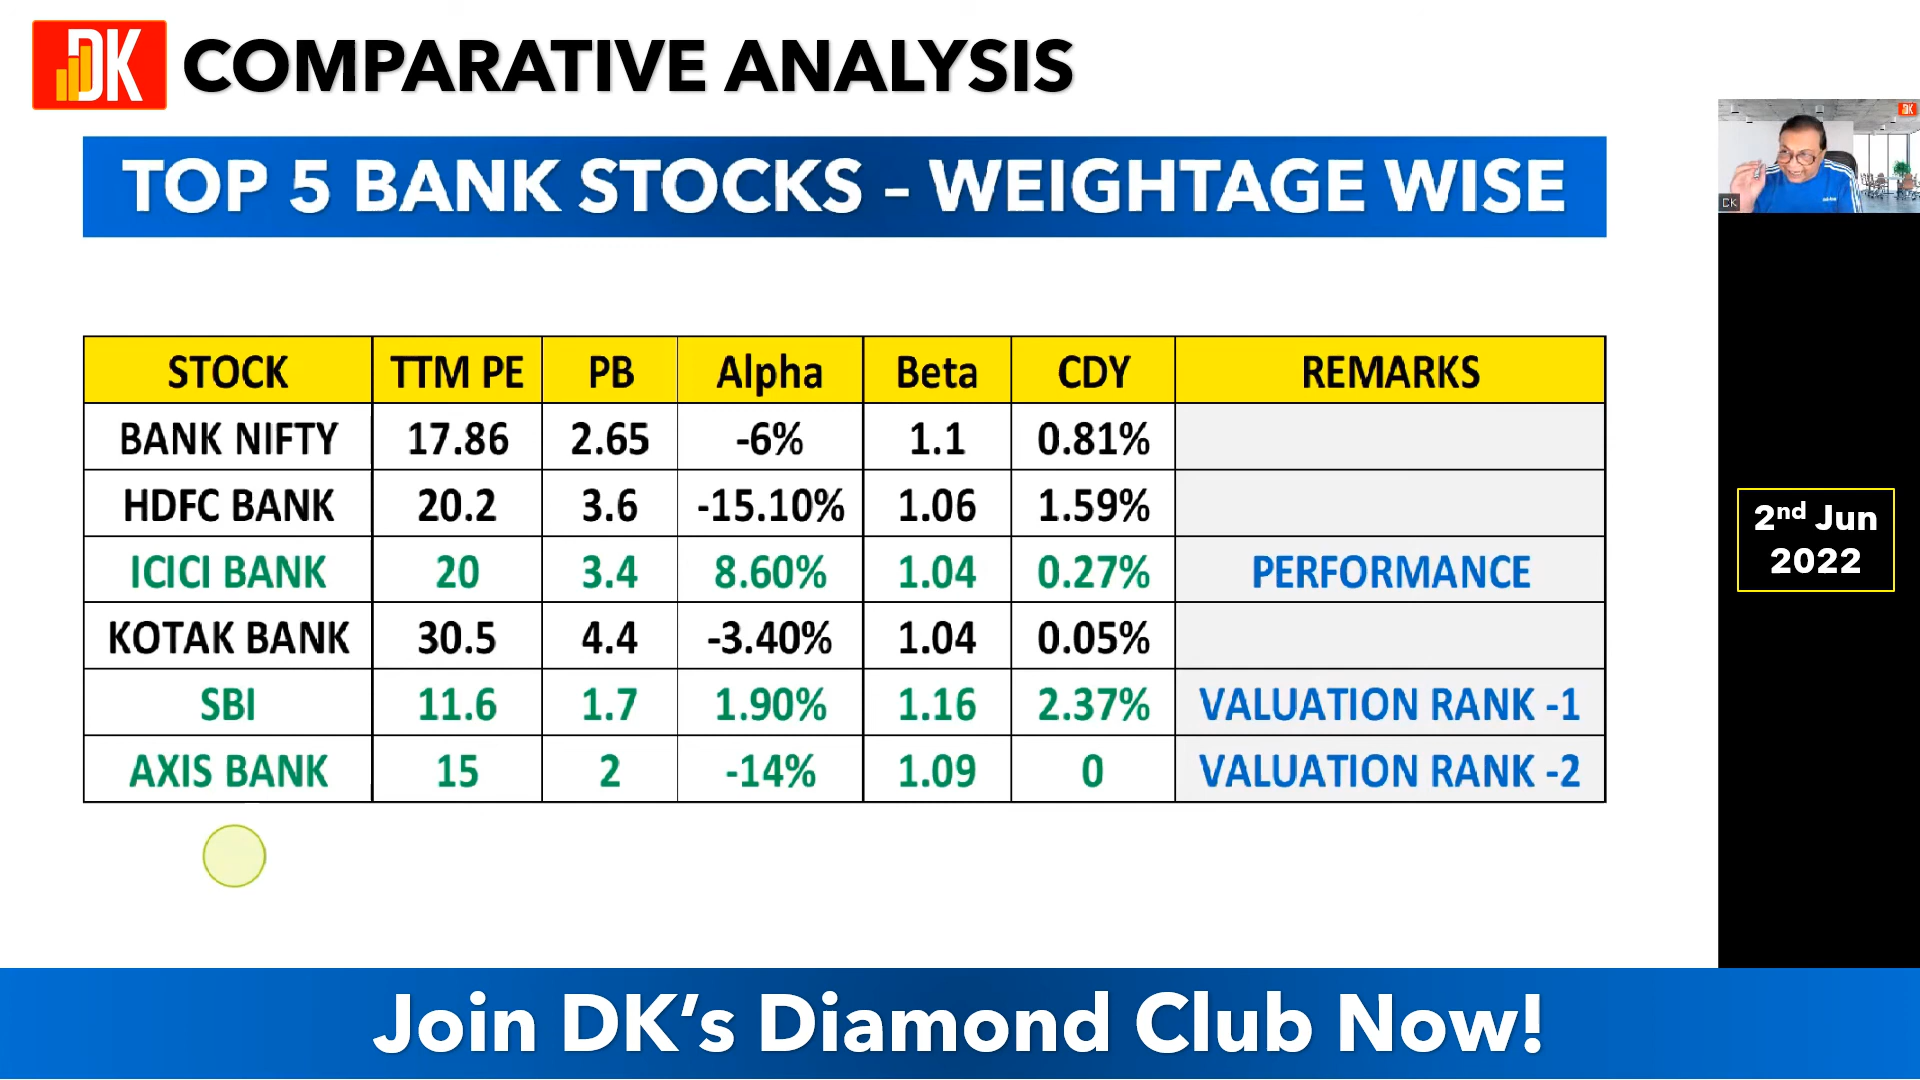 DK COMPARATIVE ANALYSIS
TOP 5 BANK STOCKS – WEIGHTAGE WISE
DK
DK
STOCK TTM PE PB Alpha Beta CDY REMARKS
BANK NIFTY 17.86 2.65 -6% 1.1 0.81%
HDFC BANK 20.2 3.6 -15.10% 1.06 1.59%
ICICI BANK 20 3.4 8.60% 1.04 0.27% PERFORMANCE
KOTAK BANK 30.5 4.4 -3.40% 1.04 0.05%
SBI 11.6 1.7 1.90% 1.16 2.37% VALUATION RANK -1
AXIS BANK 15 2 -14% 1.09 0 VALUATION RANK -2
2nd Jun
2022
Join DK’s Diamond Club Now!